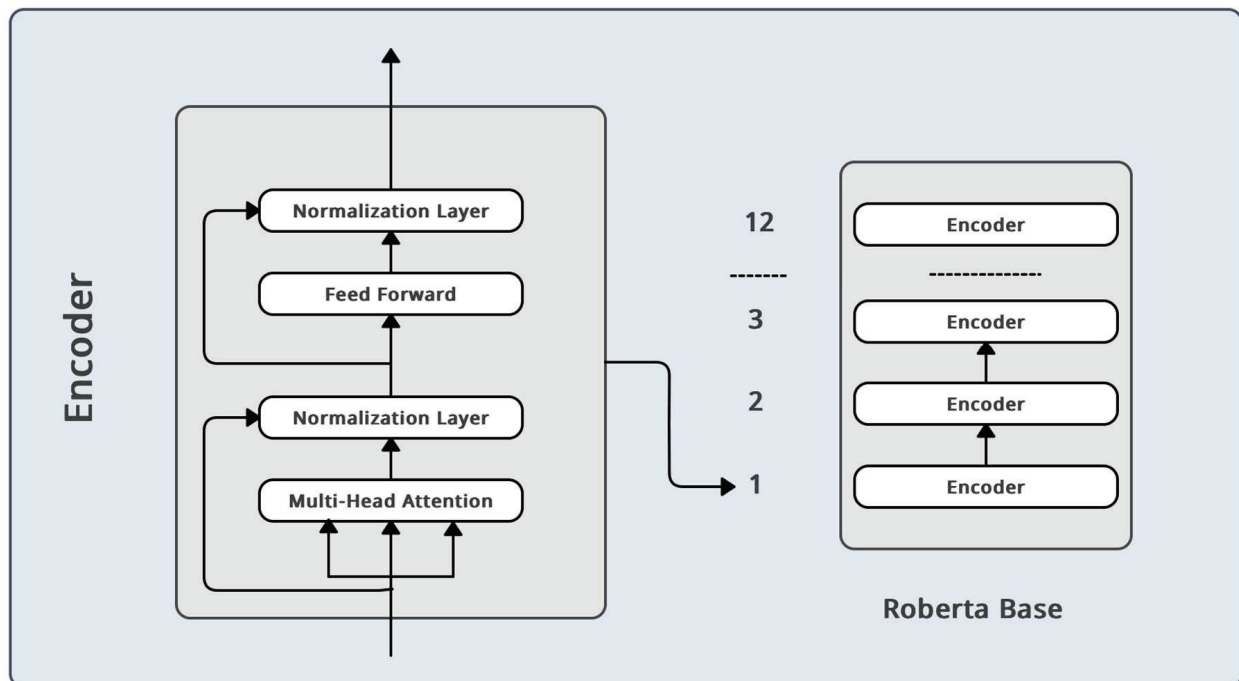 Encoder
Normalization Layer
Feed Forward
Normalization Layer
Multi-Head Attention
12
Encoder
3
Encoder
2
Encoder
1
Encoder
Roberta Base